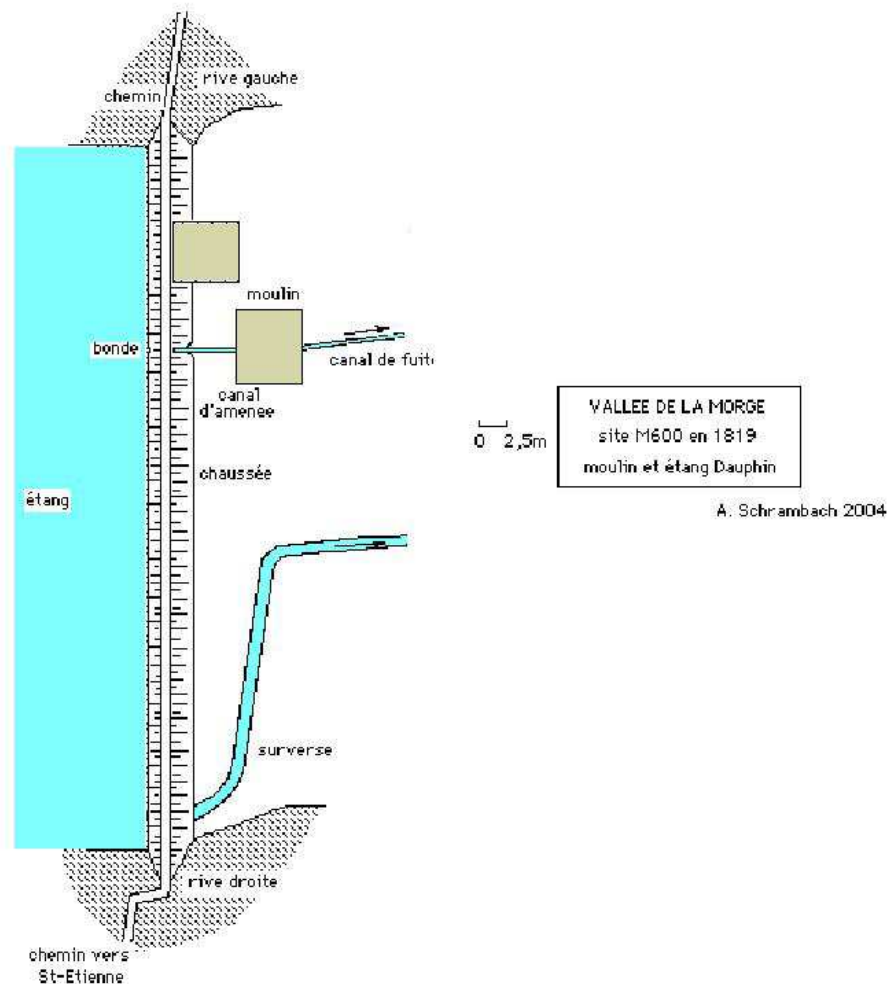 rive gauche
chemin
moulin
bonde
canal de fuit
canal
d'amenee
chaussée
étang
0 2,5m
VALLEE DE LA MORGE
site M600 en 1819
moulin et étang Dauphin
A. Schrambach 2004
surverse
rive droite
chemin vers
St-Etienne